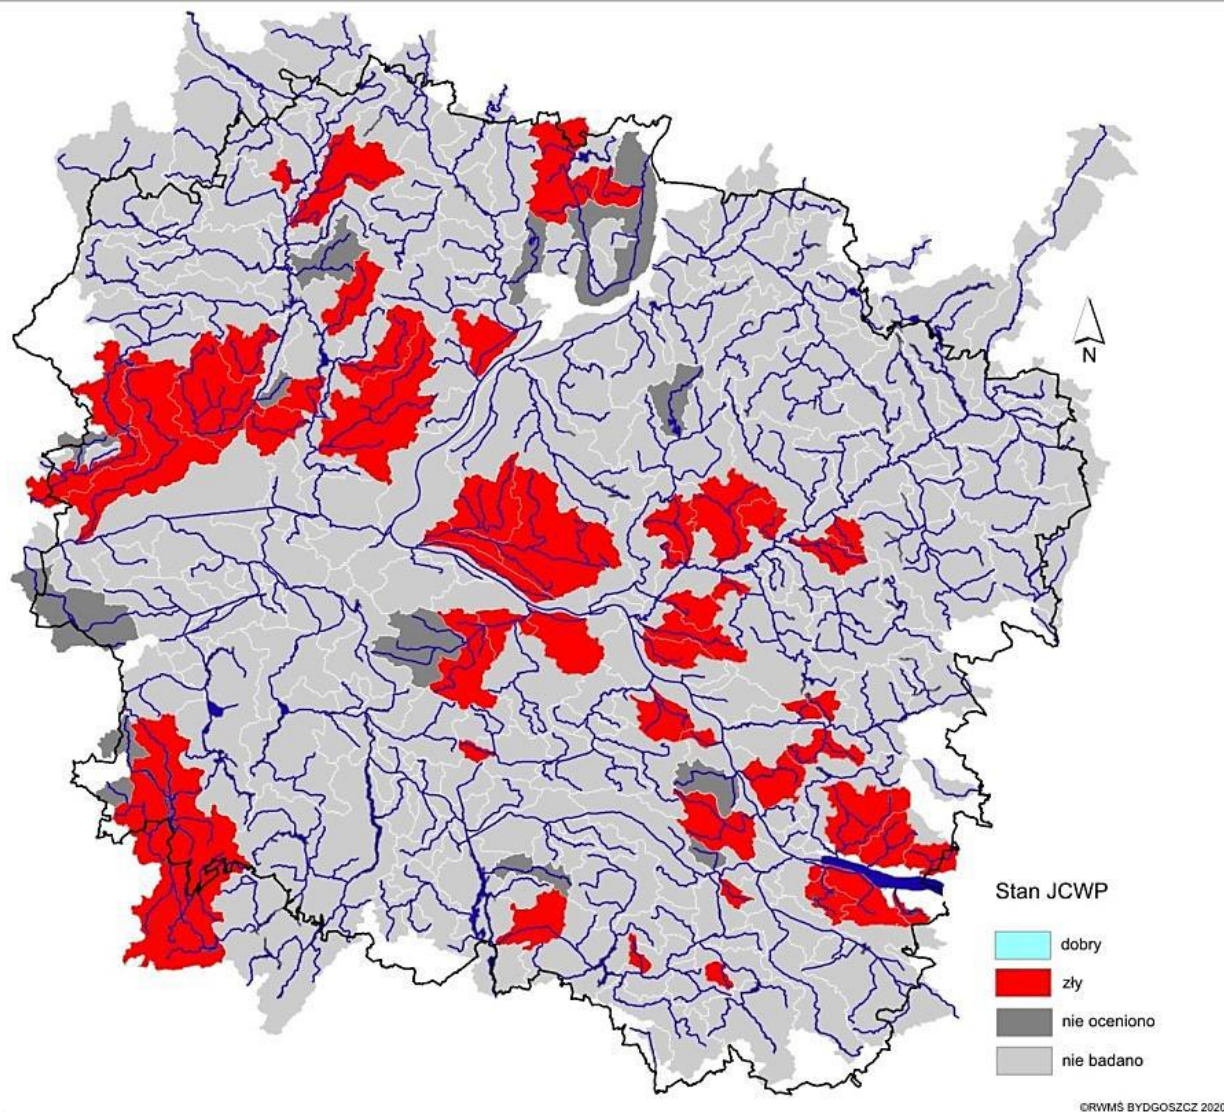 N
Stan JCWP
dobry
zły
nie oceniono
nie badano
©RWMŚ BYDGOSZCZ 2020